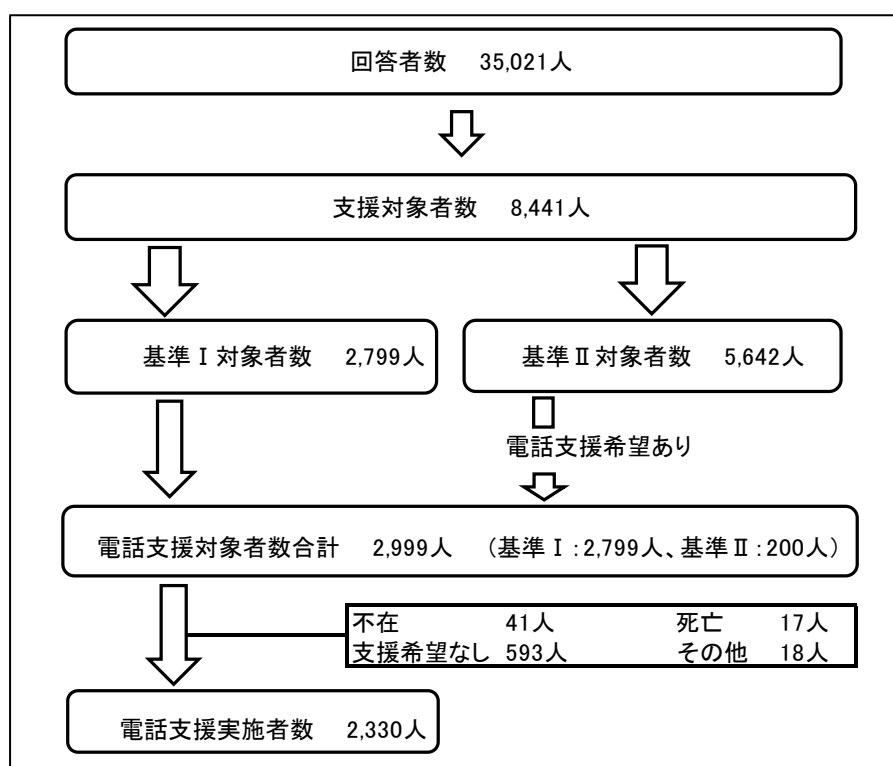 回答者数 35,021人
支援対象者数 8,441人
基準Ⅰ対象者数 2,799人
基準Ⅱ対象者数 5,642人
電話支援希望あり
電話支援対象者数合計 2,999人 (基準Ⅰ:2,799人、基準Ⅱ:200人)
不在 41人 死亡 17人
支援希望なし 593人 その他 18人
電話支援実施者数 2,330人